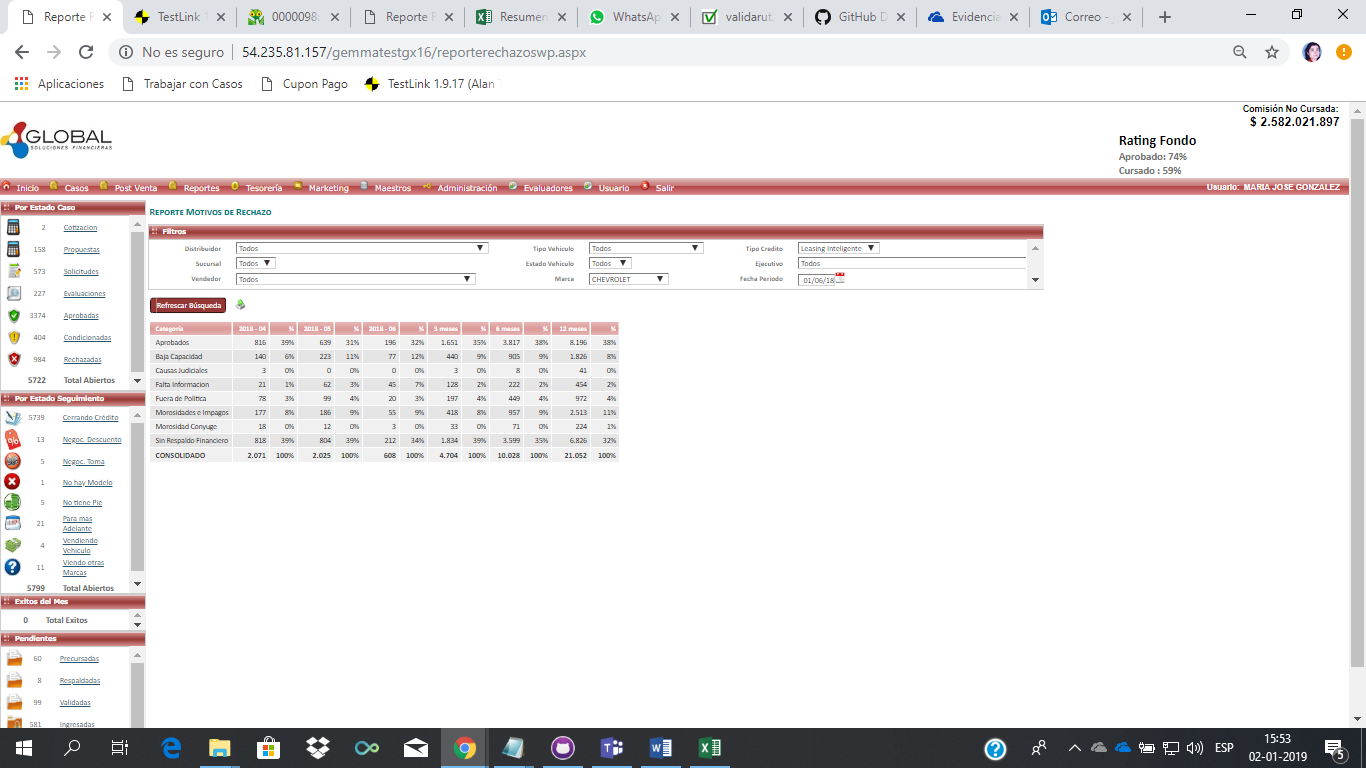 Reporte R
TestLink 1
0000098:
Reporte R
Resumen
WhatsAp
validarut.
GitHub D
Evidencia
Correo -
No es seguro | 54.235.81.157/gemmatestgx16/reporterechazoswp.aspx
Aplicaciones Trabajar con Casos Cupon Pago TestLink 1.9.17 (Alan
GLOBAL
SOLUCIONES FINANCIERAS
Comisión No Cursada:
$ 2.582.021.897
Rating Fondo
Aprobado: 74%
Cursado : 59%
Inicio Casos Post Venta Reportes Tesorería Marketing Maestros Administración Evaluadores Usuario Salir Usuario: MARIA JOSE GONZALEZ
Por Estado Caso
2 Cotizacion
158 Propuestas
573 Solicitudes
227 Evaluaciones
3374 Aprobadas
404 Condicionadas
984 Rechazadas
5722 Total Abiertos
Por Estado Seguimiento
5739 Cerrando Crédito
13 Negoc. Descuento
5 Negoc. Toma
1 No hay Modelo
5 No tiene Pie
21 Para mas Adelante
4 Vendiendo Vehiculo
11 Viendo otras Marcas
5799 Total Abiertos
Exitos del Mes
0 Total Exitos
Pendientes
60 Precursadas
8 Respaldadas
99 Validadas
581 Ingresadas
REPORTE MOTIVOS DE RECHAZO
Filtros
Distribuidor Todos Tipo Vehiculo Todos Tipo Credito Leasing Inteligente
Sucursal Todos Estado Vehiculo Todos Ejecutivo Todos
Vendedor Todos Marca CHEVROLET Fecha Periodo 01/06/18
Refrescar Búsqueda
Categoría 2018 - 04 % 2018 - 05 % 2018 - 06 % 3 meses % 6 meses % 12 meses %
Aprobados 816 39% 639 31% 196 32% 1.651 35% 3.817 38% 8.196 38%
Baja Capacidad 140 6% 223 11% 77 12% 440 9% 905 9% 1.826 8%
Causas Judiciales 3 0% 0 0% 0 0% 3 0% 8 0% 41 0%
Falta Informacion 21 1% 62 3% 45 7% 128 2% 222 2% 454 2%
Fuera de Politica 78 3% 99 4% 20 3% 197 4% 449 4% 972 4%
Morosidades e Impagos 177 8% 186 9% 55 9% 418 8% 957 9% 2.513 11%
Morosidad Conyuge 18 0% 12 0% 3 0% 33 0% 71 0% 224 1%
Sin Respaldo Financiero 818 39% 804 39% 212 34% 1.834 39% 3.599 35% 6.826 32%
CONSOLIDADO 2.071 100% 2.025 100% 608 100% 4.704 100% 10.028 100% 21.052 100%
ESP
15:53
02-01-2019
5